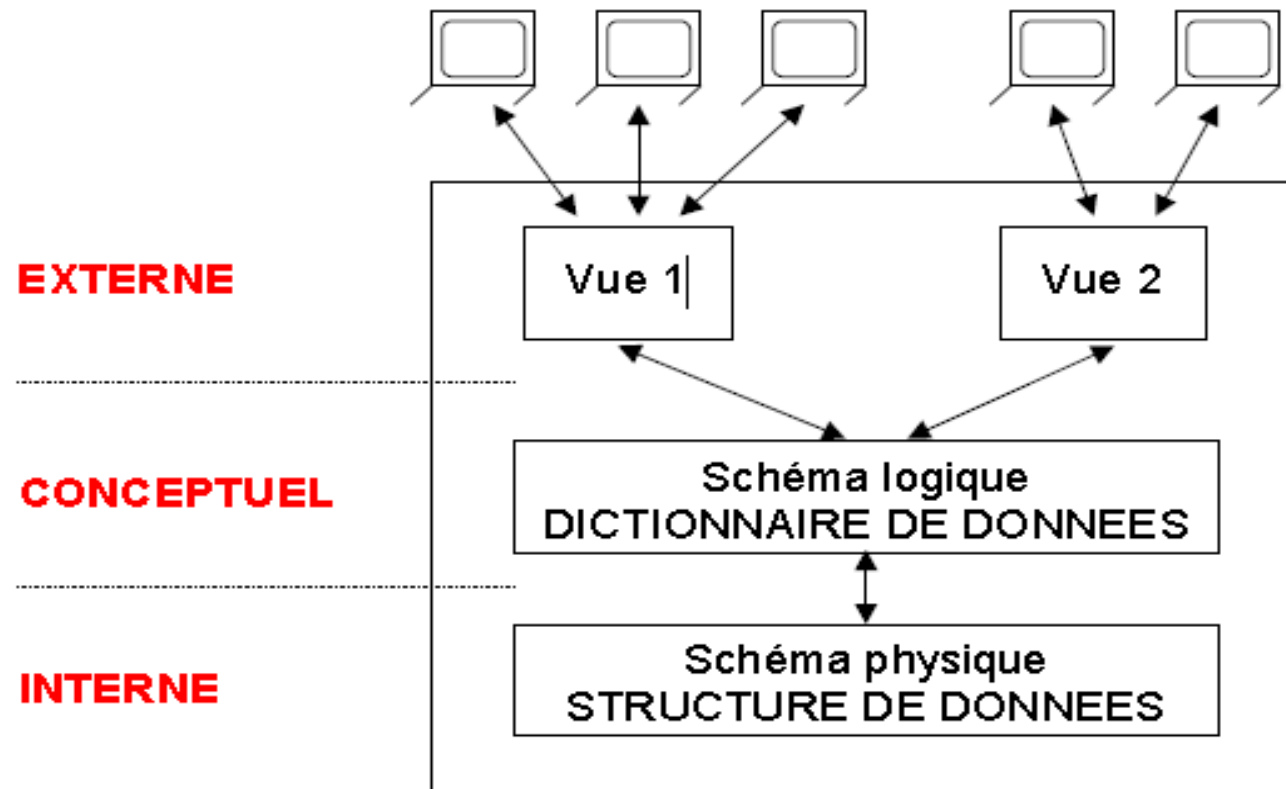 EXTERNE
Vue 1
Vue 2
CONCEPTUEL
Schéma logique
DICTIONNAIRE DE DONNEES
INTERNE
Schéma physique
STRUCTURE DE DONNEES